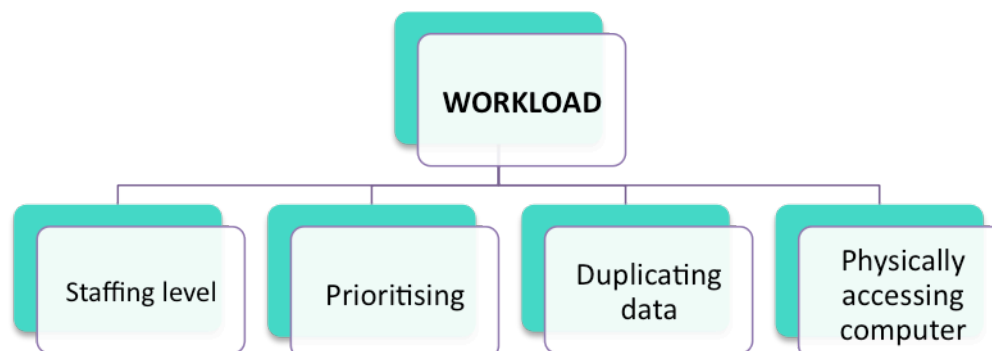 WORKLOAD
Staffing level
Prioritising
Duplicating
data
Physically
accessing
computer